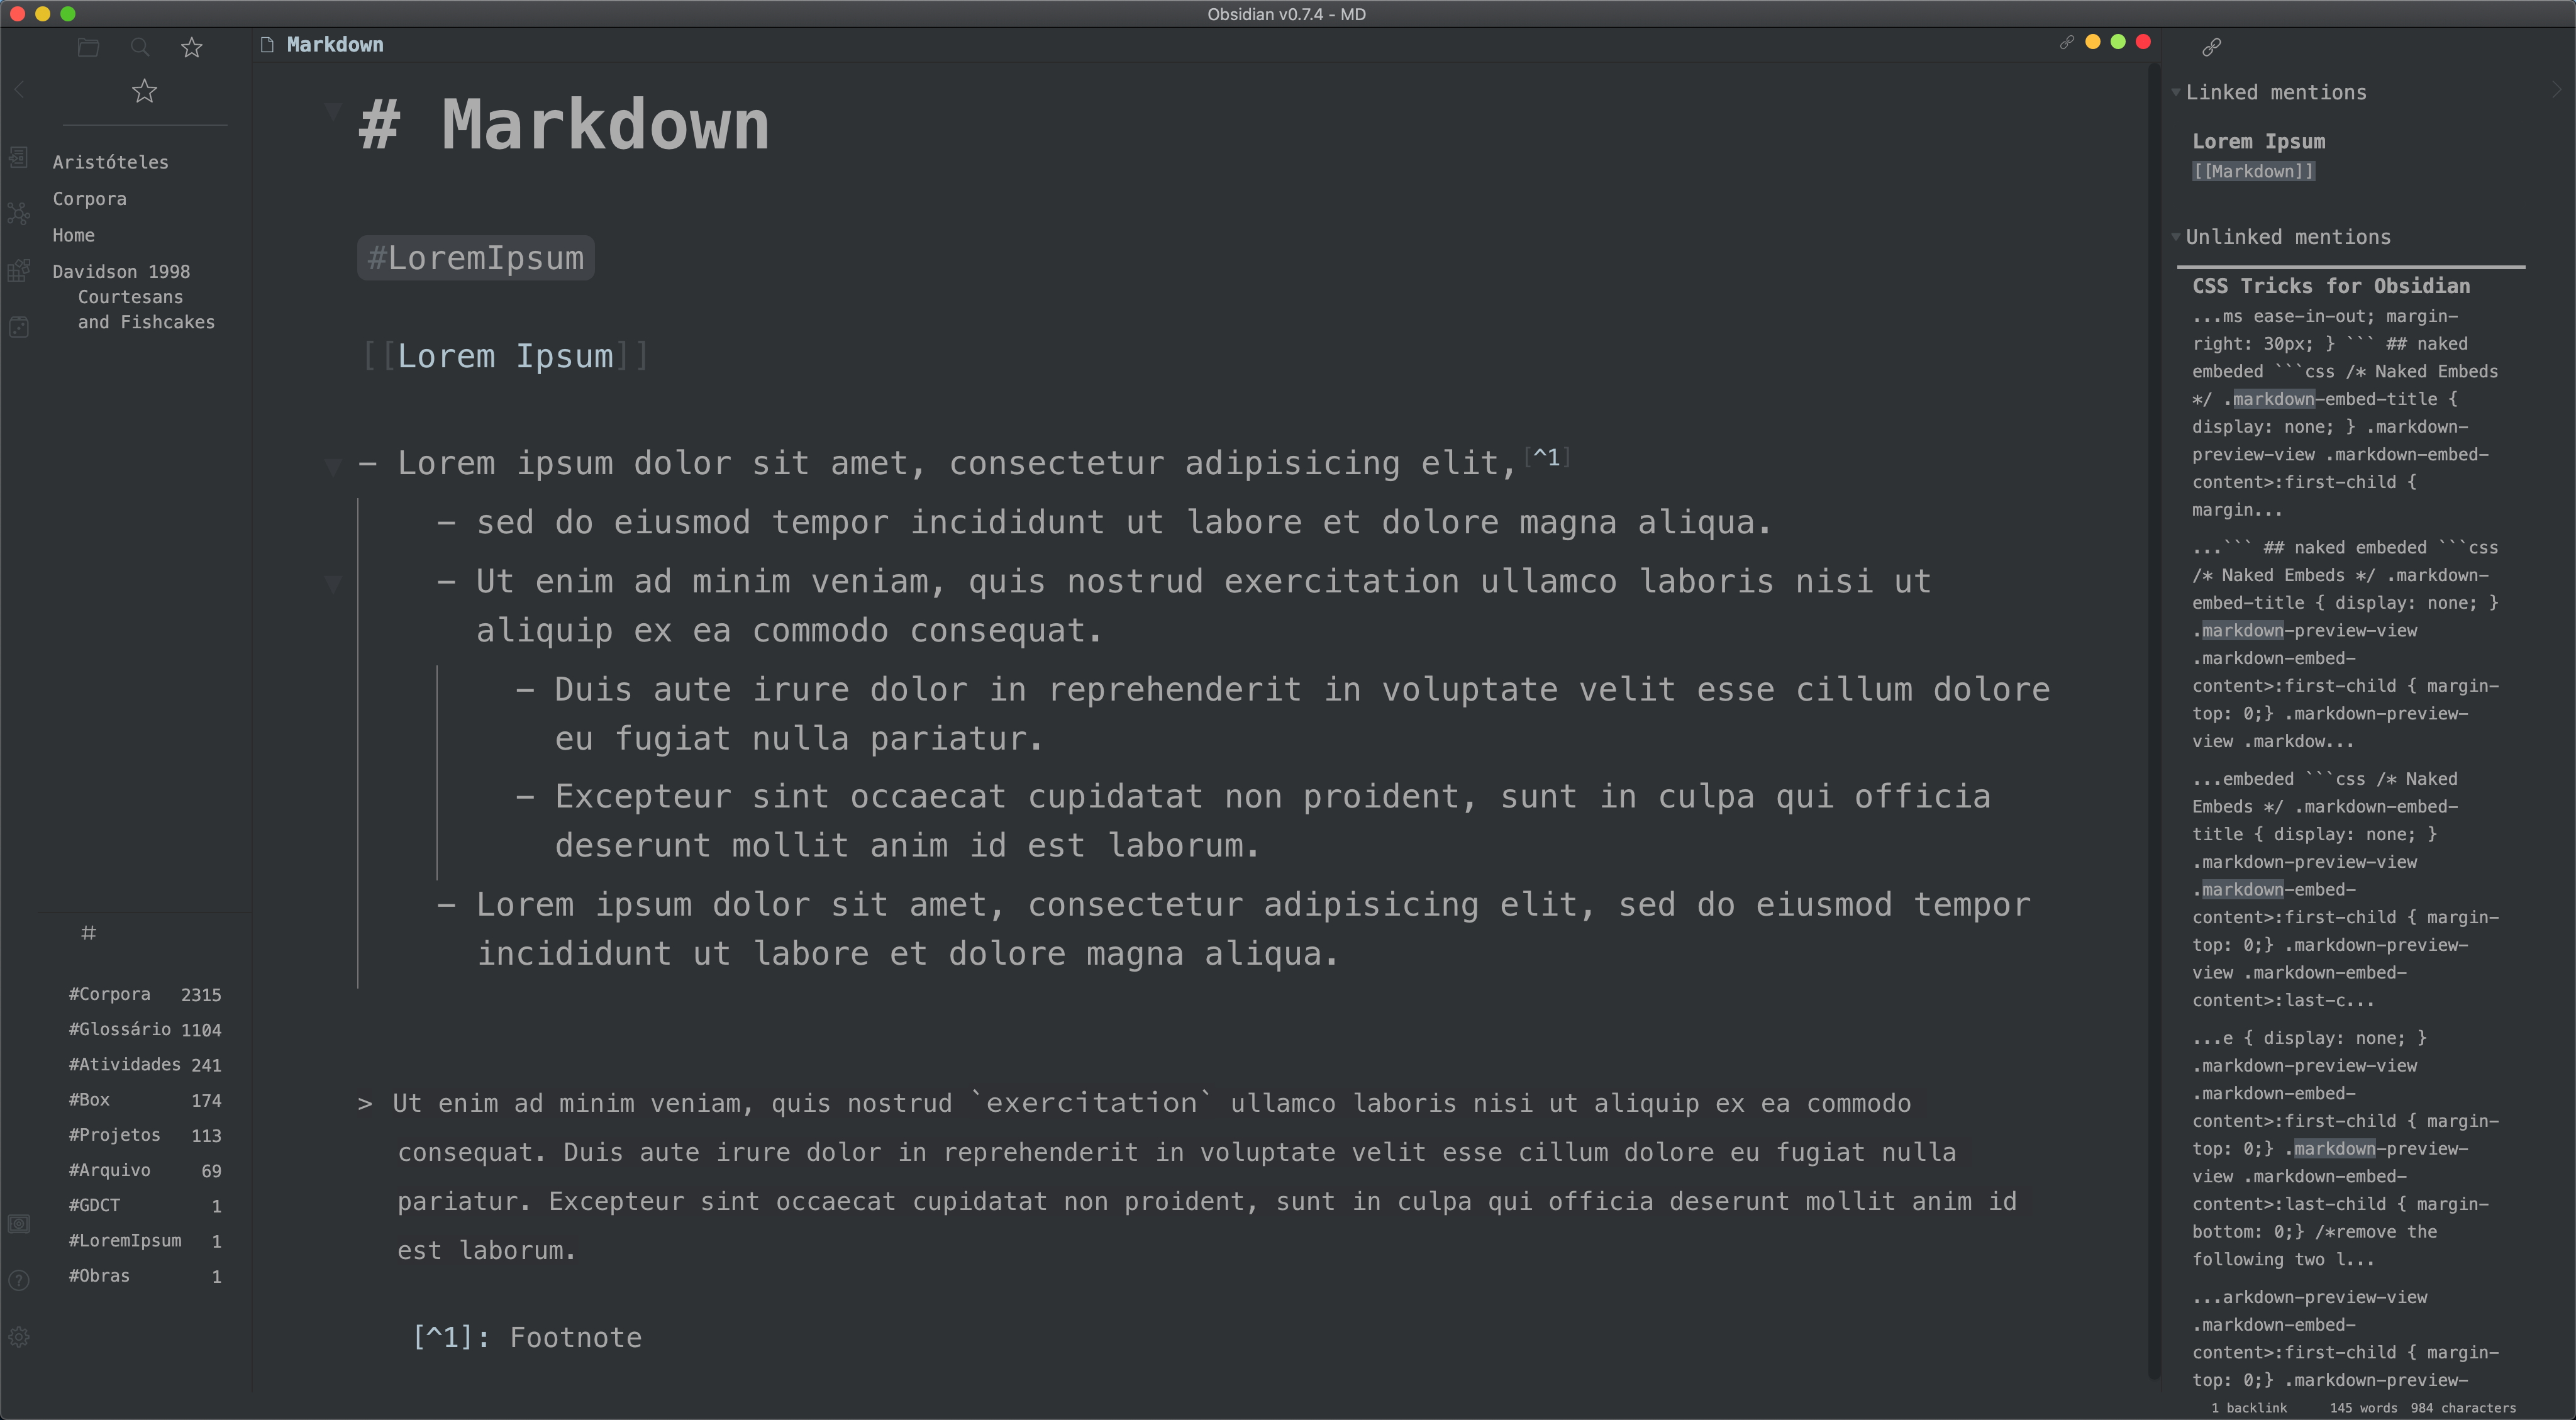 Obsidian v0.7.4 - MD
Aristóteles
Corpora
Home
Davidson 1998
Courtesans
and Fishcakes
#
#Corpora 2315
#Glossário 1104
#Atividades 241
#Box 174
#Projetos 113
#Arquivo 69
#GDCT 1
#LoremIpsum 1
#Obras 1
Markdown
# Markdown
#LoremIpsum
[[Lorem Ipsum]]
- Lorem ipsum dolor sit amet, consectetur adipisicing elit,[^1]
- sed do eiusmod tempor incididunt ut labore et dolore magna aliqua.
- Ut enim ad minim veniam, quis nostrud exercitation ullamco laboris nisi ut
aliquip ex ea commodo consequat.
- Duis aute irure dolor in reprehenderit in voluptate velit esse cillum dolore
eu fugiat nulla pariatur.
- Excepteur sint occaecat cupidatat non proident, sunt in culpa qui officia
deserunt mollit anim id est laborum.
- Lorem ipsum dolor sit amet, consectetur adipisicing elit, sed do eiusmod tempor
incididunt ut labore et dolore magna aliqua.
> Ut enim ad minim veniam, quis nostrud `exercitation` ullamco laboris nisi ut aliquip ex ea commodo
consequat. Duis aute irure dolor in reprehenderit in voluptate velit esse cillum dolore eu fugiat nulla
pariatur. Excepteur sint occaecat cupidatat non proident, sunt in culpa qui officia deserunt mollit anim id
est laborum.
[^1]: Footnote
Linked mentions
Lorem Ipsum
[[Markdown]]
Unlinked mentions
CSS Tricks for Obsidian
...ms ease-in-out; margin-
right: 30px; } ``` ## naked
embeded ```css /* Naked Embeds
*/ .markdown-embed-title {
display: none; } .markdown-
preview-view .markdown-embed-
content>:first-child {
margin...
...``` ## naked embeded ```css
/* Naked Embeds */ .markdown-
embed-title { display: none; }
.markdown-preview-view
.markdown-embed-
content>:first-child { margin-
top: 0;} .markdown-preview-
view .markdow...
...embeded ```css /* Naked
Embeds */ .markdown-embed-
title { display: none; }
.markdown-preview-view
.markdown-embed-
content>:first-child { margin-
top: 0;} .markdown-preview-
view .markdown-embed-
content>:last-c...
...e { display: none; }
.markdown-preview-view
.markdown-embed-
content>:first-child { margin-
top: 0;} .markdown-preview-
view .markdown-embed-
content>:last-child { margin-
bottom: 0;} /*remove the
following two l...
...arkdown-preview-view
.markdown-embed-
content>:first-child { margin-
top: 0;} .markdown-preview-
1 backlink 145 words 984 characters